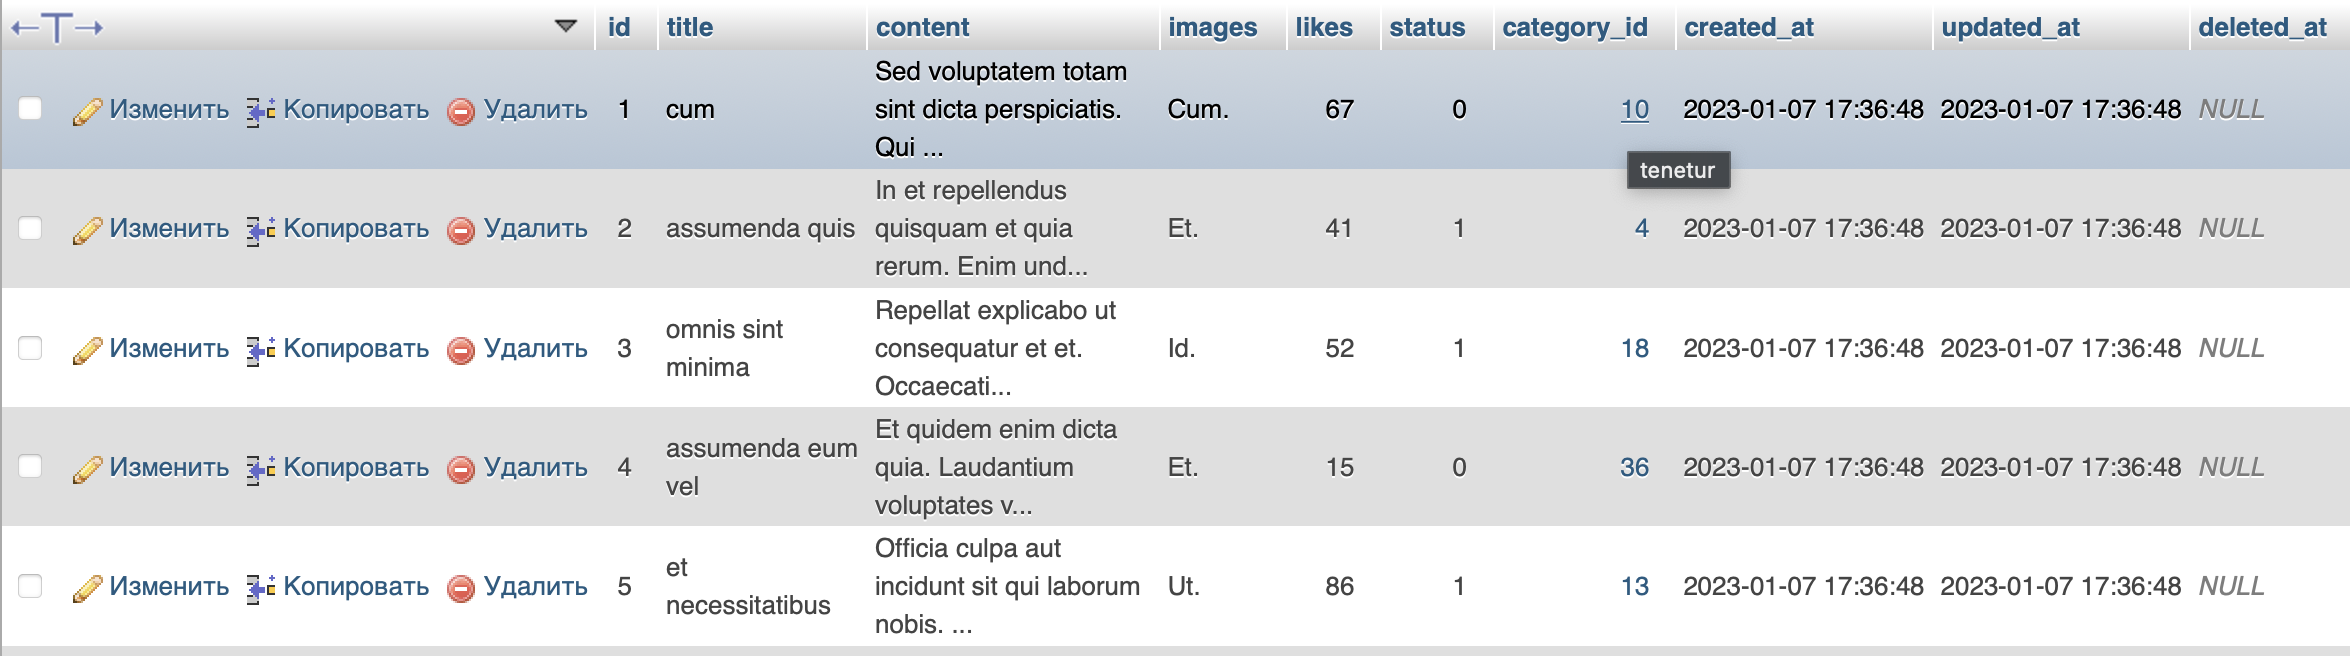 id title content images likes status category_id created_at updated_at deleted_at
Sed voluptatem totam
Изменить Копировать Удалить 1 cum sint dicta perspiciatis. Cum. 67 0 10 2023-01-07 17:36:48 2023-01-07 17:36:48 NULL
Qui ...
tenetur
In et repellendus
Изменить Копировать Удалить 2 assumenda quis quisquam et quia Et. 41 1 4 2023-01-07 17:36:48 2023-01-07 17:36:48 NULL
rerum. Enim und...
Repellat explicabo ut
omnis sint
Изменить Копировать Удалить 3 consequatur et et. Id. 52 1 18 2023-01-07 17:36:48 2023-01-07 17:36:48 NULL
minima
Occaecati...
Et quidem enim dicta
assumenda eum
Изменить Копировать Удалить 4 quia. Laudantium Et. 15 0 36 2023-01-07 17:36:48 2023-01-07 17:36:48 NULL
vel
voluptates v...
Officia culpa aut
et
Изменить Копировать Удалить 5 incidunt sit qui laborum Ut. 86 1 13 2023-01-07 17:36:48 2023-01-07 17:36:48 NULL
necessitatibus
nobis. ...